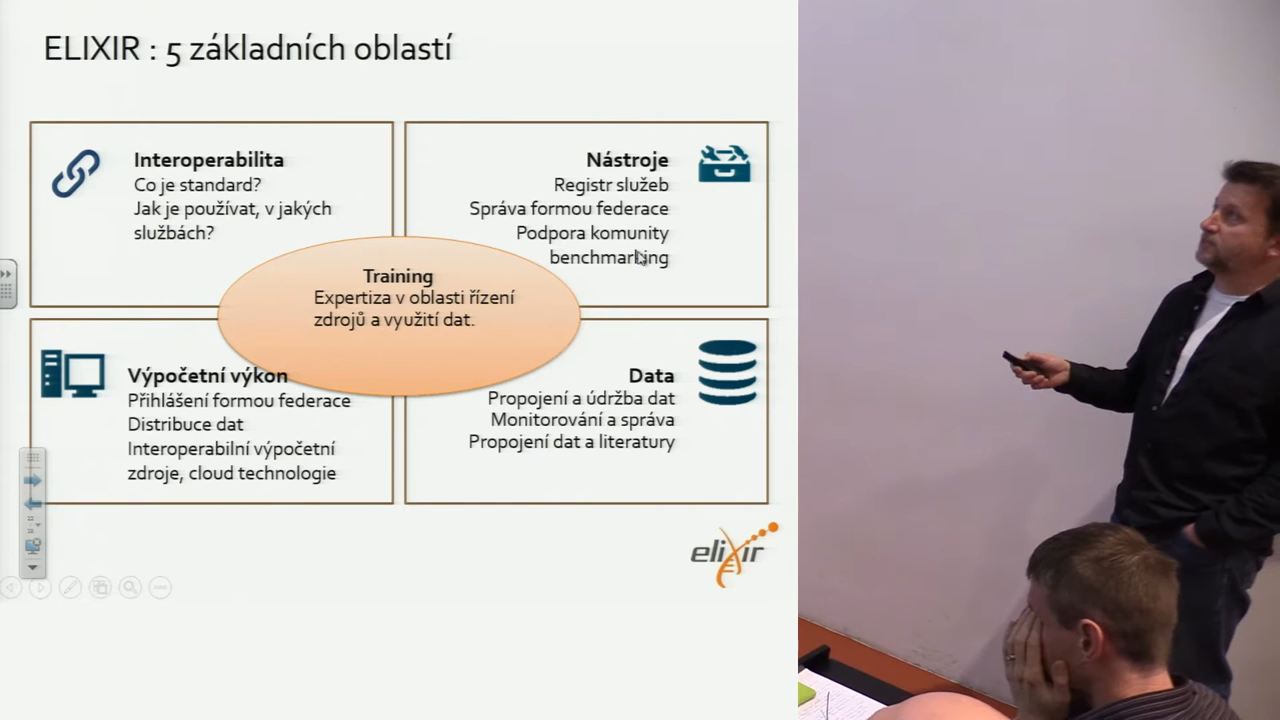 ELIXIR : 5 základních oblastí
Interoperabilita
Co je standard?
Jak je používat, v jakých
službách?
Nástroje
Registr služeb
Správa formou federace
Podpora komunity
benchmarking
Training
Expertiza v oblasti řízení
zdrojů a využití dat.
Výpočetní výkon
Přihlášení formou federace
Distribuce dat
Interoperabilní výpočetní
zdroje, cloud technologie
Data
Propojení a údržba dat
Monitorování a správa
Propojení dat a literatury
elixir